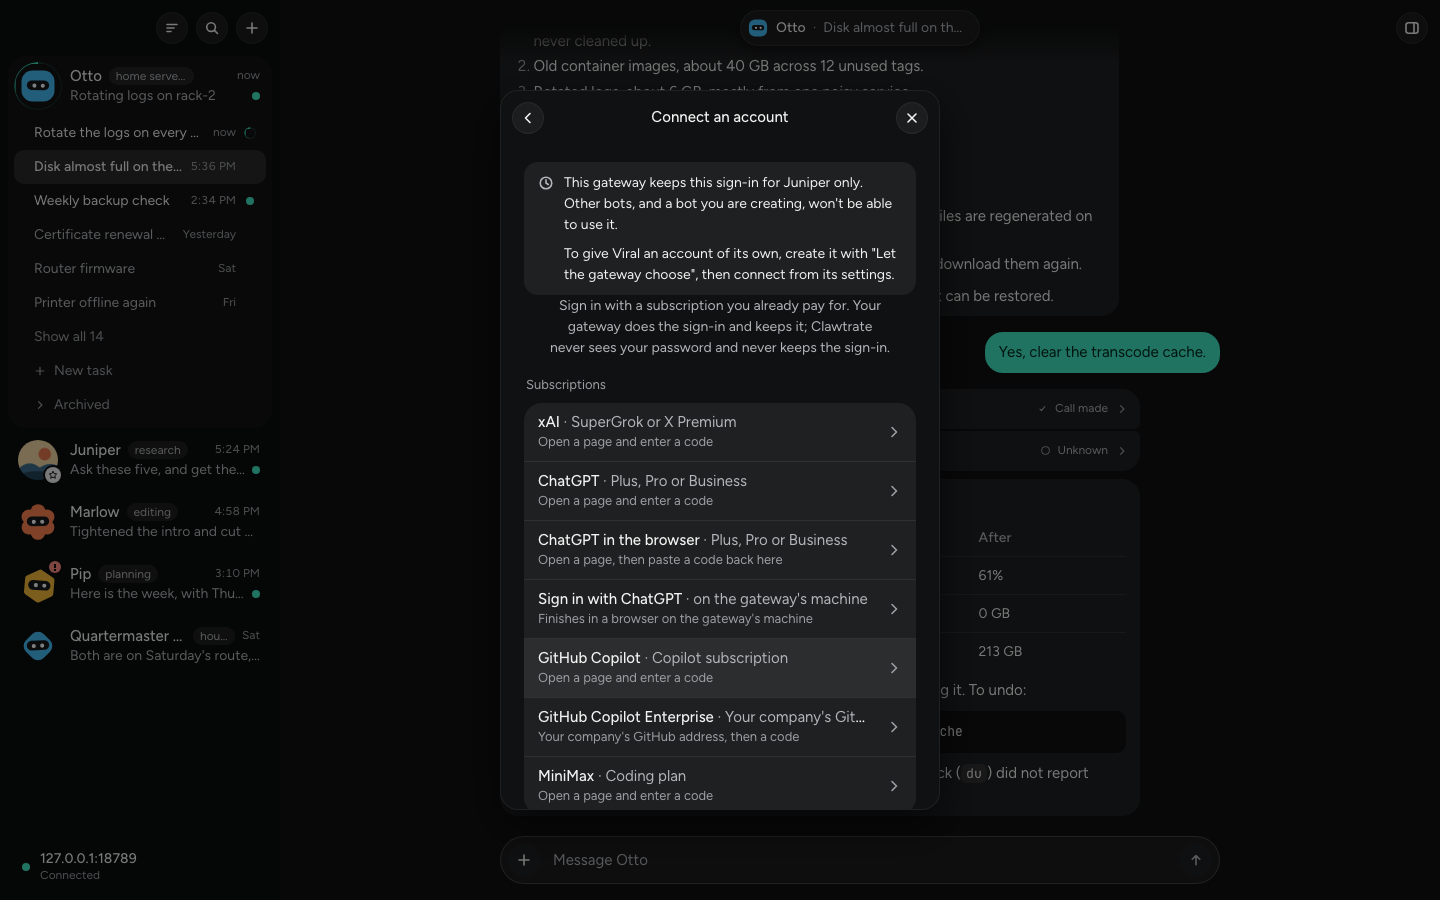 Otto home serve... now
Rotating logs on rack-2
Rotate the logs on every ... now
Disk almost full on the... 5:36 PM
Weekly backup check 2:34 PM
Certificate renewal ... Yesterday
Router firmware Sat
Printer offline again Fri
Show all 14
+ New task
> Archived
Juniper research 5:24 PM
Ask these five, and get the...
Marlow editing 4:58 PM
Tightened the intro and cut ...
Pip planning 3:10 PM
Here is the week, with Thu...
Quartermaster ... hou... Sat
Both are on Saturday's route,...
127.0.0.1:18789
Connected
Otto · Disk almost full on th...
never cleaned up.
2. Old container images, about 40 GB across 12 unused tags.
3. Rotated logs, about 6 GB, mostly from one noisy service.
Connect an account
This gateway keeps this sign-in for Juniper only.
Other bots, and a bot you are creating, won't be able
to use it.
To give Viral an account of its own, create it with "Let
the gateway choose", then connect from its settings.
Sign in with a subscription you already pay for. Your
gateway does the sign-in and keeps it; Clawtrate
never sees your password and never keeps the sign-in.
Subscriptions
xAI · SuperGrok or X Premium
Open a page and enter a code
ChatGPT · Plus, Pro or Business
Open a page and enter a code
ChatGPT in the browser · Plus, Pro or Business
Open a page, then paste a code back here
Sign in with ChatGPT · on the gateway's machine
Finishes in a browser on the gateway's machine
GitHub Copilot · Copilot subscription
Open a page and enter a code
GitHub Copilot Enterprise · Your company's Git...
Your company's GitHub address, then a code
MiniMax · Coding plan
Open a page and enter a code
iles are regenerated on
download them again.
can be restored.
Yes, clear the transcode cache.
Call made
Unknown
After
61%
0 GB
213 GB
g it. To undo:
che
ck ( du ) did not report
Message Otto